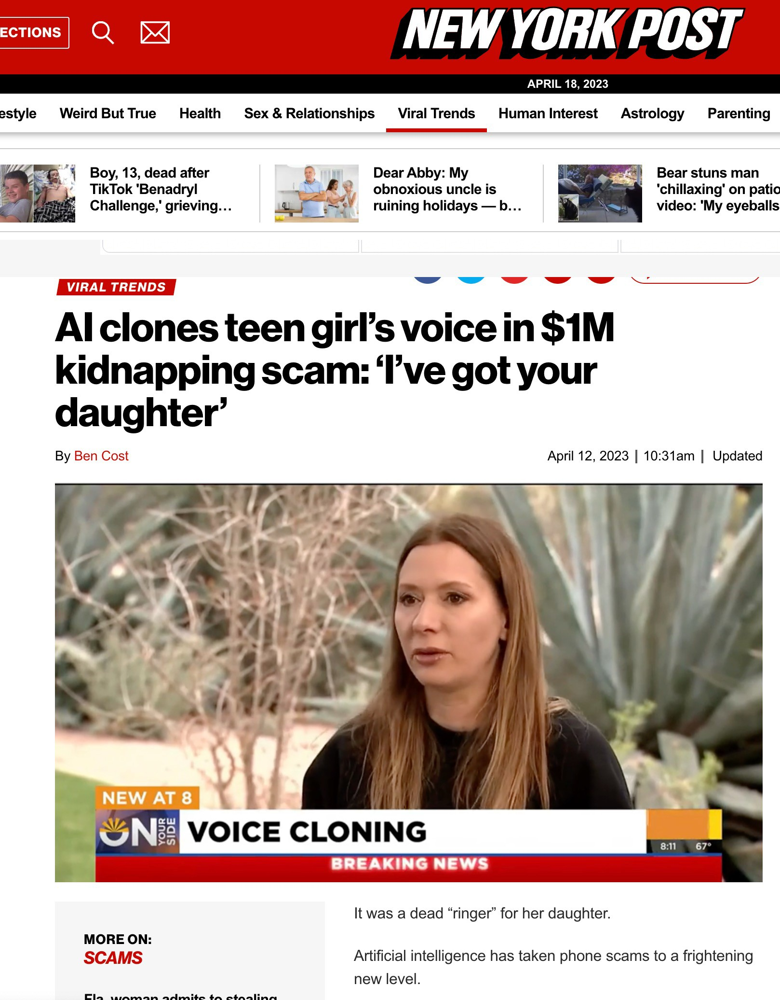 ECTIONS
NEW YORK POST
APRIL 18, 2023
estyle Weird But True Health Sex & Relationships Viral Trends Human Interest Astrology Parenting
Boy, 13, dead after
TikTok 'Benadryl
Challenge,' grieving…
Dear Abby: My
obnoxious uncle is
ruining holidays — b…
Bear stuns man
'chillaxing' on patio
video: 'My eyeballs
VIRAL TRENDS
AI clones teen girl’s voice in $1M
kidnapping scam: ‘I’ve got your
daughter’
By Ben Cost
April 12, 2023 | 10:31am | Updated
NEW AT 8
ON YOUR SIDE
VOICE CLONING
8:11 67°
BREAKING NEWS
MORE ON:
SCAMS
Fla. woman admits to stealing
It was a dead “ringer” for her daughter.
Artificial intelligence has taken phone scams to a frightening
new level.